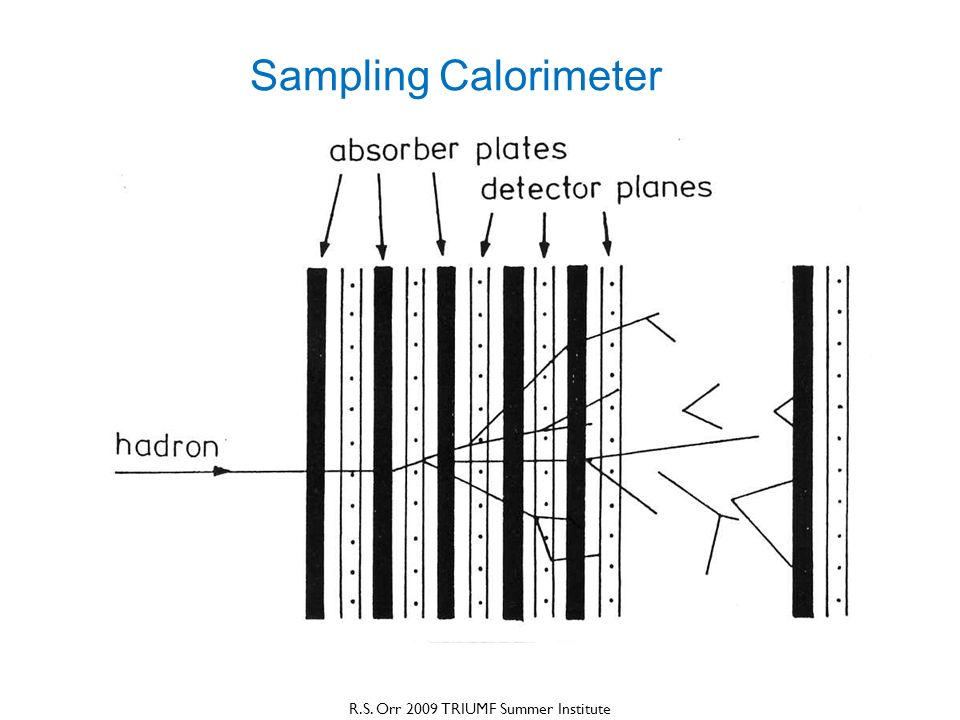 Sampling Calorimeter
absorber plates
detector planes
hadron
R.S. Orr 2009 TRIUMF Summer Institute